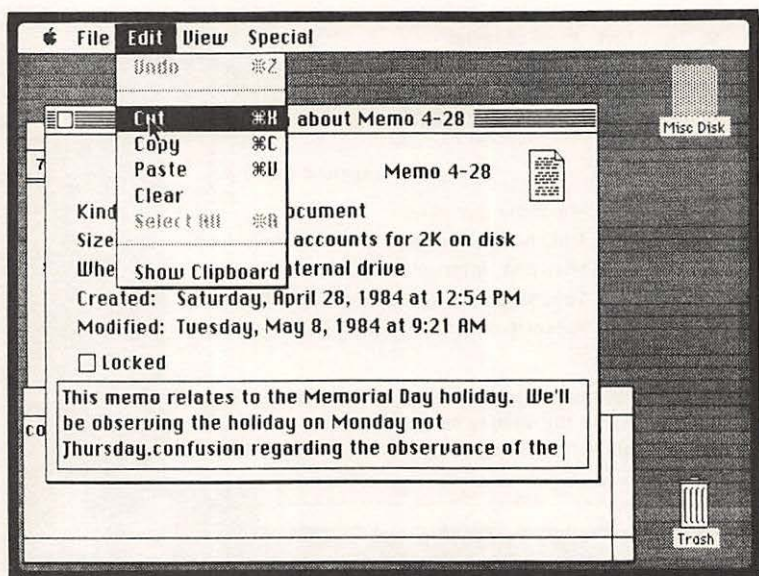 File Edit View Special
Undo ⌘Z
Cut ⌘X
Copy ⌘C
Paste ⌘V
Clear
Select All ⌘A
Show Clipboard
about Memo 4-28
Misc Disk
7
Memo 4-28
Kind ocument
Size accounts for 2K on disk
Whe nternal drive
Created: Saturday, April 28, 1984 at 12:54 PM
Modified: Tuesday, May 8, 1984 at 9:21 AM
Locked
This memo relates to the Memorial Day holiday. We'll
be observing the holiday on Monday not
Thursday.confusion regarding the observance of the
co
Trash